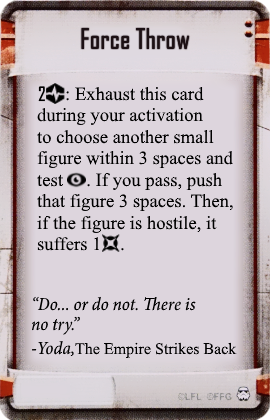 Force Throw
2: Exhaust this card
during your activation
to choose another small
figure within 3 spaces and
test. If you pass, push
that figure 3 spaces. Then,
if the figure is hostile, it
suffers 1.
“Do... or do not. There is
no try.”
-Yoda,The Empire Strikes Back
©LFL ©FFG